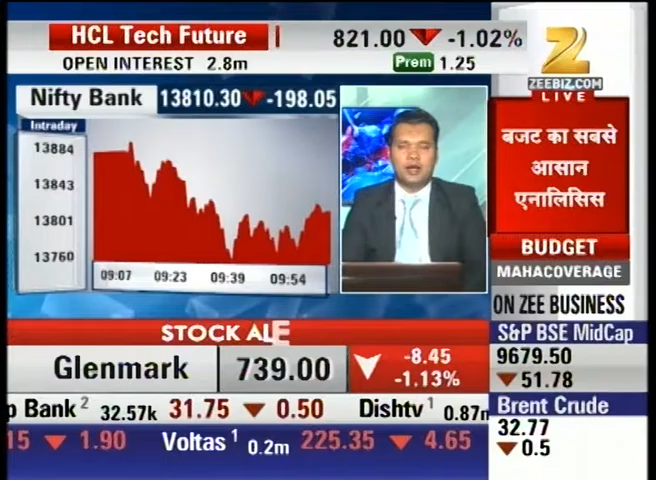 HCL Tech Future
821.00 -1.02%
OPEN INTEREST 2.8m
Prem 1.25
ZEEBIZ.COM
LIVE
Nifty Bank 13810.30 -198.05
Intraday
13884
13843
13801
13760
09:07 09:23 09:39 09:54
बजट का सबसे
आसान
एनालिसिस
BUDGET
MAHACOVERAGE
ON ZEE BUSINESS
STOCK ALE
Glenmark 739.00 -8.45
-1.13%
S&P BSE MidCap
9679.50
51.78
Brent Crude
32.77
0.5
p Bank 2 32.57k 31.75 0.50 Dishtv 1 0.87m
15 1.90 Voltas 1 0.2m 225.35 4.65